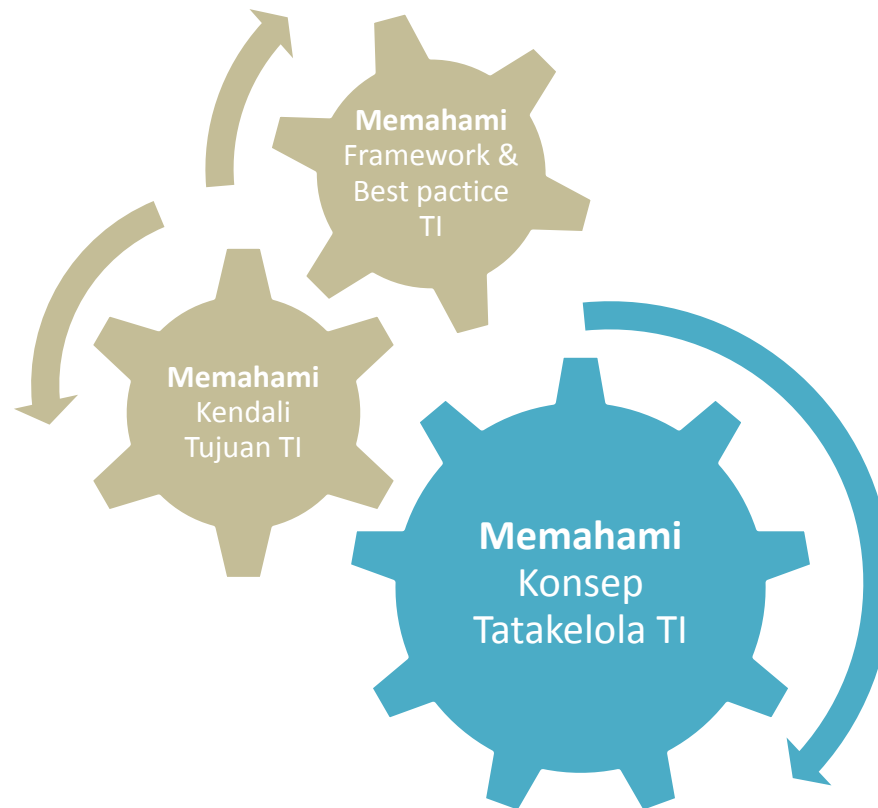 Memahami
Framework &
Best pactice
TI
Memahami
Kendali
Tujuan TI
Memahami
Konsep
Tatakelola TI